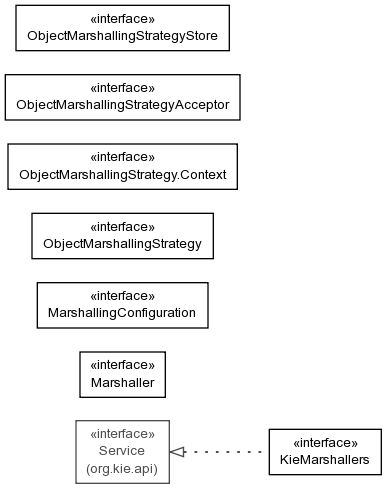 «interface»
ObjectMarshallingStrategyStore
«interface»
ObjectMarshallingStrategyAcceptor
«interface»
ObjectMarshallingStrategy.Context
«interface»
ObjectMarshallingStrategy
«interface»
MarshallingConfiguration
«interface»
Marshaller
«interface»
Service
(org.kie.api)
«interface»
KieMarshallers